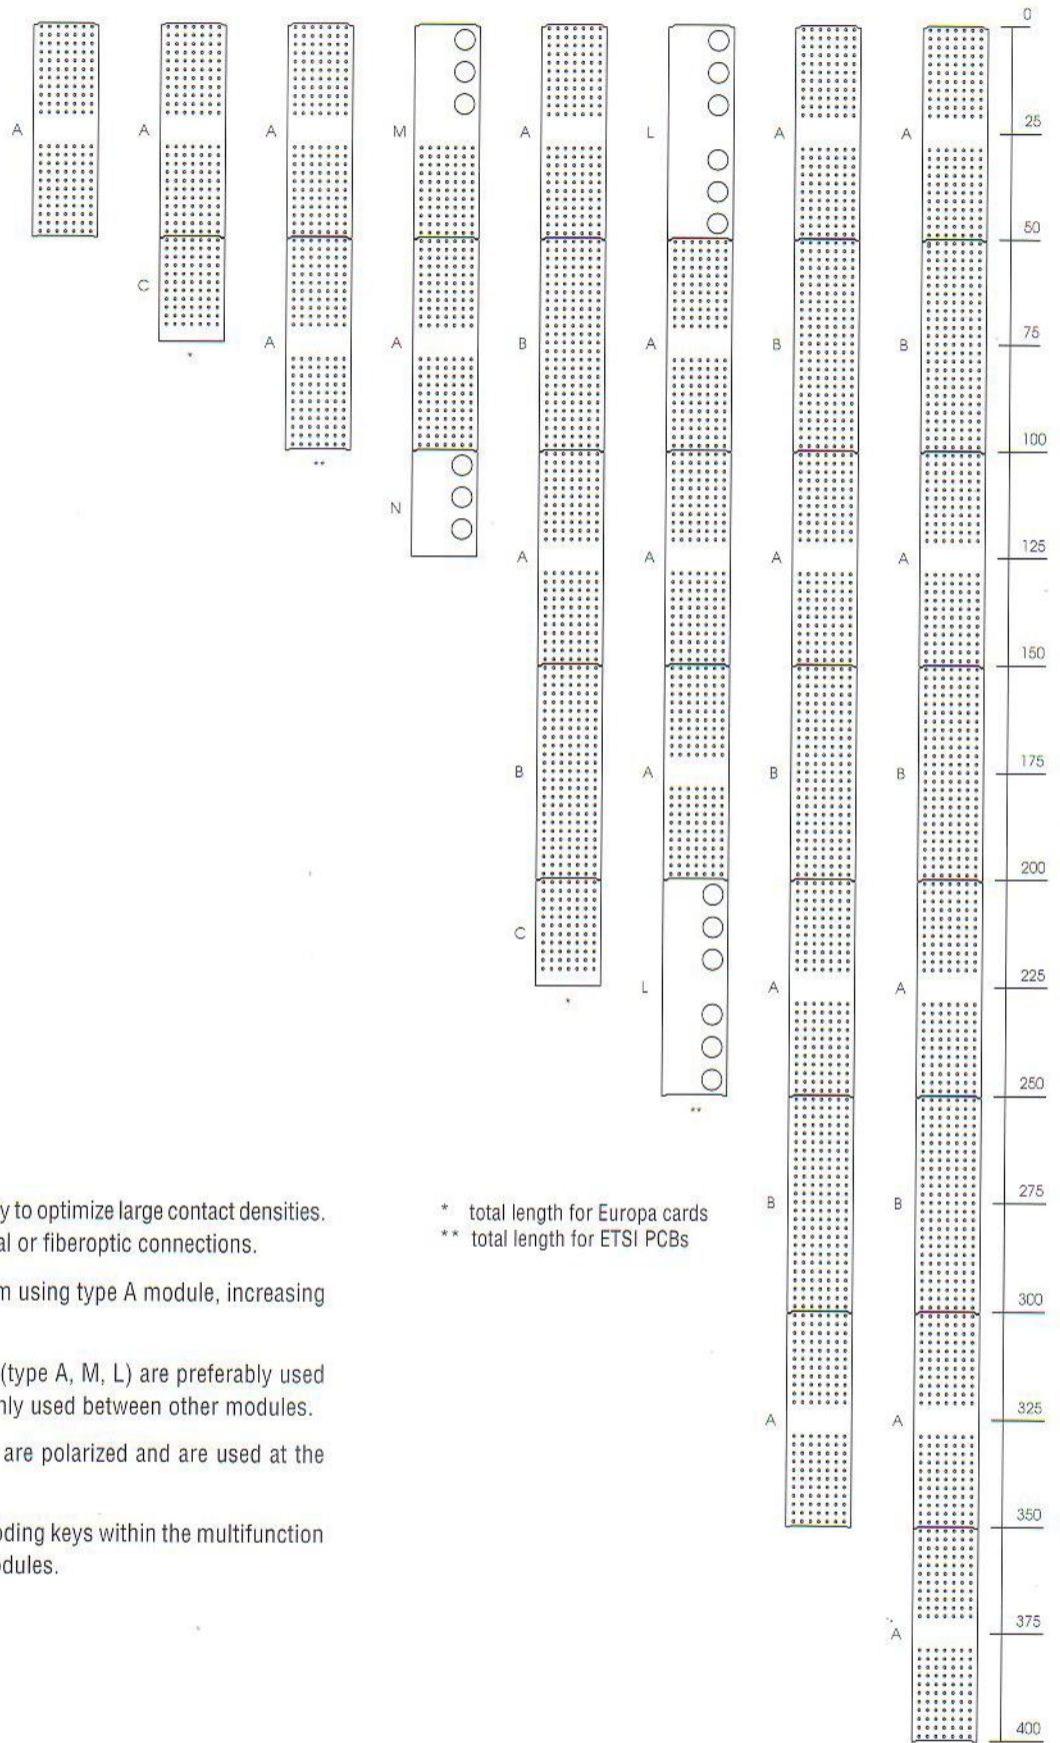 0
A
A
A
M
A
L
A
A
25
50
C
A
A
B
A
B
B
75
100
N
A
A
A
A
125
150
B
A
B
B
175
200
C
L
A
A
225
*
**
*
**
250
B
B
275
300
A
A
325
350
A
375
400
y to optimize large contact densities.
al or fiberoptic connections.
m using type A module, increasing
(type A, M, L) are preferably used
nly used between other modules.
are polarized and are used at the
oding keys within the multifunction
odules.
* total length for Europa cards
** total length for ETSI PCBs